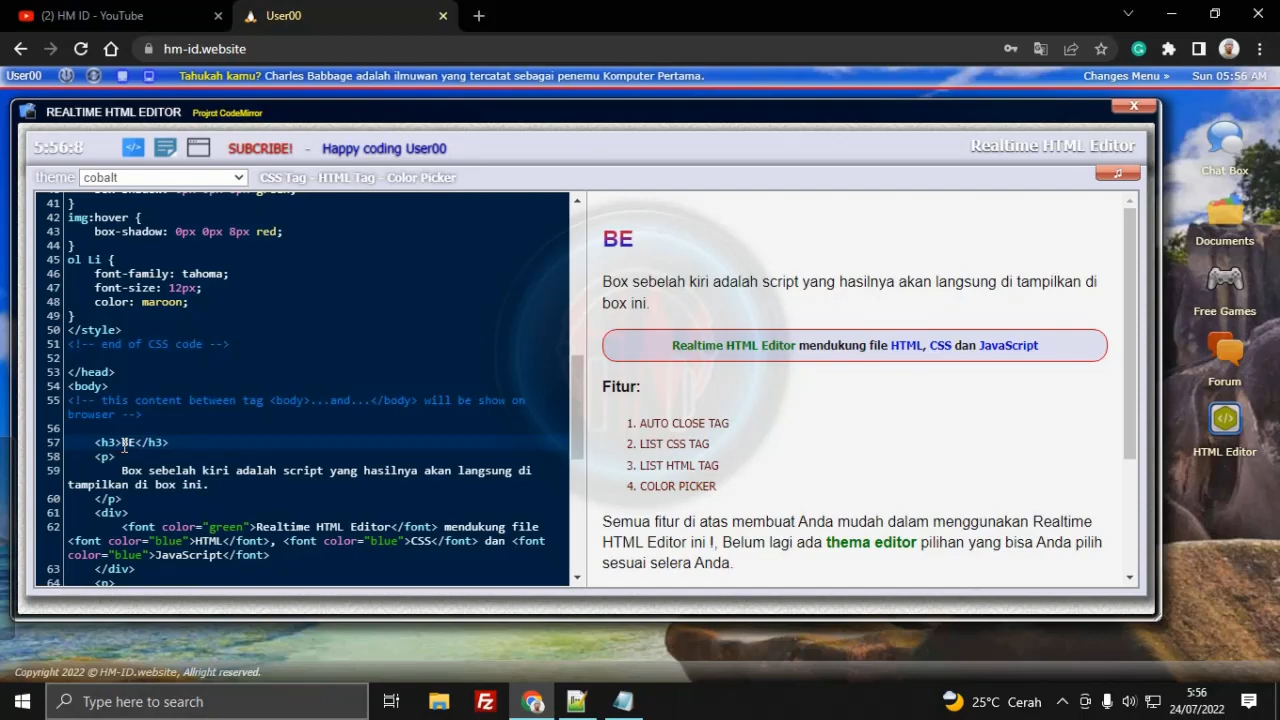 (2) HM ID - YouTube
User00
hm-id.website
User00
Tahukah kamu? Charles Babbage adalah ilmuwan yang tercatat sebagai penemu Komputer Pertama.
Changes Menu »
Sun 05:56 AM
REALTIME HTML EDITOR
Projrct CodeMirror
5:56:8
SUBCRIBE! - Happy coding User00
Realtime HTML Editor
theme
cobalt
CSS Tag - HTML Tag - Color Picker
41 }
42 img:hover {
43 box-shadow: 0px 0px 8px red;
44 }
45 ol Li {
46 font-family: tahoma;
47 font-size: 12px;
48 color: maroon;
49 }
50 </style>
51 <!-- end of CSS code -->
52
53 </head>
54 <body>
55 <!-- this content between tag <body>...and...</body> will be show on
browser -->
56
57 <h3>BE</h3>
58 <p>
59 Box sebelah kiri adalah script yang hasilnya akan langsung di
tampilkan di box ini.
60 </p>
61 <div>
62 <font color="green">Realtime HTML Editor</font> mendukung file
<font color="blue">HTML</font>, <font color="blue">CSS</font> dan <font
color="blue">JavaScript</font>
63 </div>
64 <p>
BE
Box sebelah kiri adalah script yang hasilnya akan langsung di tampilkan di
box ini.
Realtime HTML Editor mendukung file HTML, CSS dan JavaScript
Fitur:
1. AUTO CLOSE TAG
2. LIST CSS TAG
3. LIST HTML TAG
4. COLOR PICKER
Semua fitur di atas membuat Anda mudah dalam menggunakan Realtime
HTML Editor ini !, Belum lagi ada thema editor pilihan yang bisa Anda pilih
sesuai selera Anda.
Chat Box
Documents
Free Games
Forum
HTML Editor
Copyright 2022 © HM-ID.website, Allright reserved.
Type here to search
25°C Cerah
5:56
24/07/2022